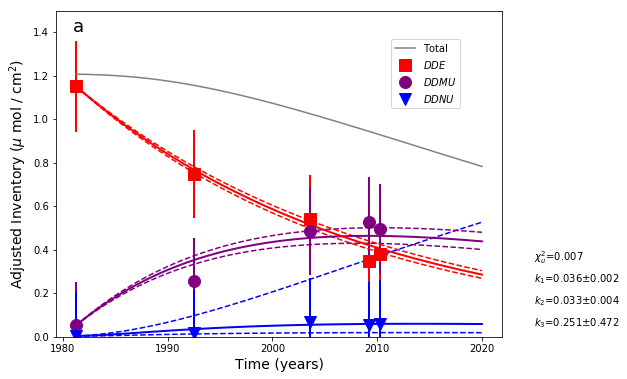 a
Adjusted Inventory (μ mol / cm²)
1.4
1.2
1.0
0.8
0.6
0.4
0.2
0.0
1980
1990
2000
2010
2020
Time (years)
Total
DDE
DDMU
DDNU
χ²ᵥ=0.007
k₁=0.036±0.002
k₂=0.033±0.004
k₃=0.251±0.472